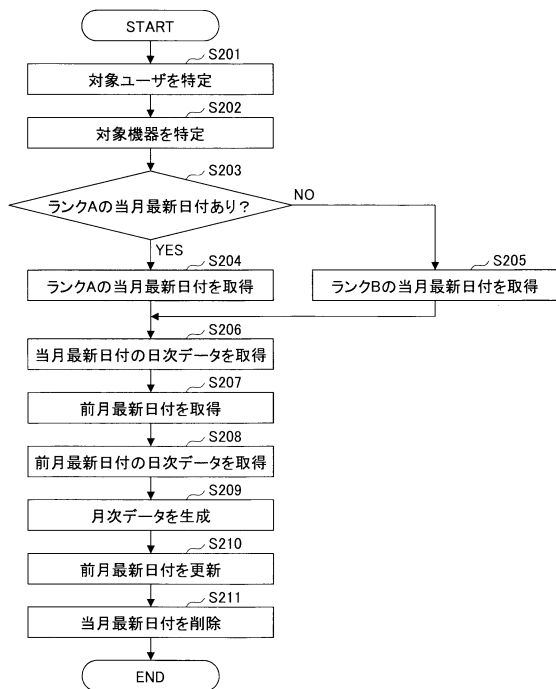 START
S201
対象ユーザを特定
S202
対象機器を特定
S203
ランクAの当月最新日付あり?
NO
YES
S204
ランクAの当月最新日付を取得
S205
ランクBの当月最新日付を取得
S206
当月最新日付の日次データを取得
S207
前月最新日付を取得
S208
前月最新日付の日次データを取得
S209
月次データを生成
S210
前月最新日付を更新
S211
当月最新日付を削除
END